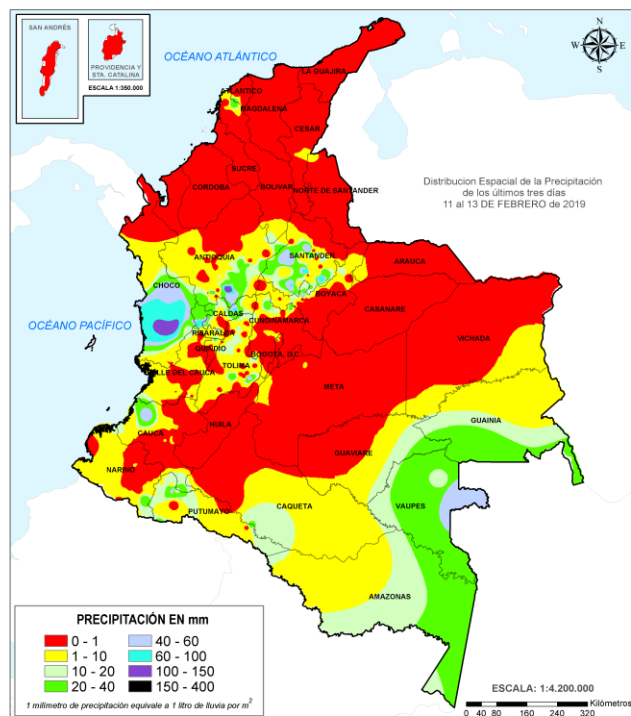 SAN ANDRÉS
PROVIDENCIA Y
STA. CATALINA
ESCALA 1:350.000
OCÉANO ATLÁNTICO
N
W E
S
LA GUAJIRA
ATLANTICO
MAGDALENA
CESAR
SUCRE
CORDOBA
BOLIVAR
NORTE DE SANTANDER
Distribucion Espacial de la Precipitación
de los últimos tres días
11 al 13 DE FEBRERO de 2019
ANTIOQUIA
SANTANDER
ARAUCA
CHOCO
BOYACA
CASANARE
OCÉANO PACÍFICO
CALDAS
CUNDINAMARCA
RISARALDA
VICHADA
QUINDIO
BOGOTA, D.C.
TOLIMA
VALLE DEL CAUCA
META
GUAINIA
CAUCA
HUILA
GUAVIARE
NARIÑO
VAUPES
CAQUETA
PUTUMAYO
AMAZONAS
PRECIPITACIÓN EN mm
0 - 1 40 - 60
1 - 10 60 - 100
10 - 20 100 - 150
20 - 40 150 - 400
1 milimetro de precipitación equivale a 1 litro de lluvia por m2
ESCALA: 1:4.200.000
Kilómetros
0 40 80 160 240 320